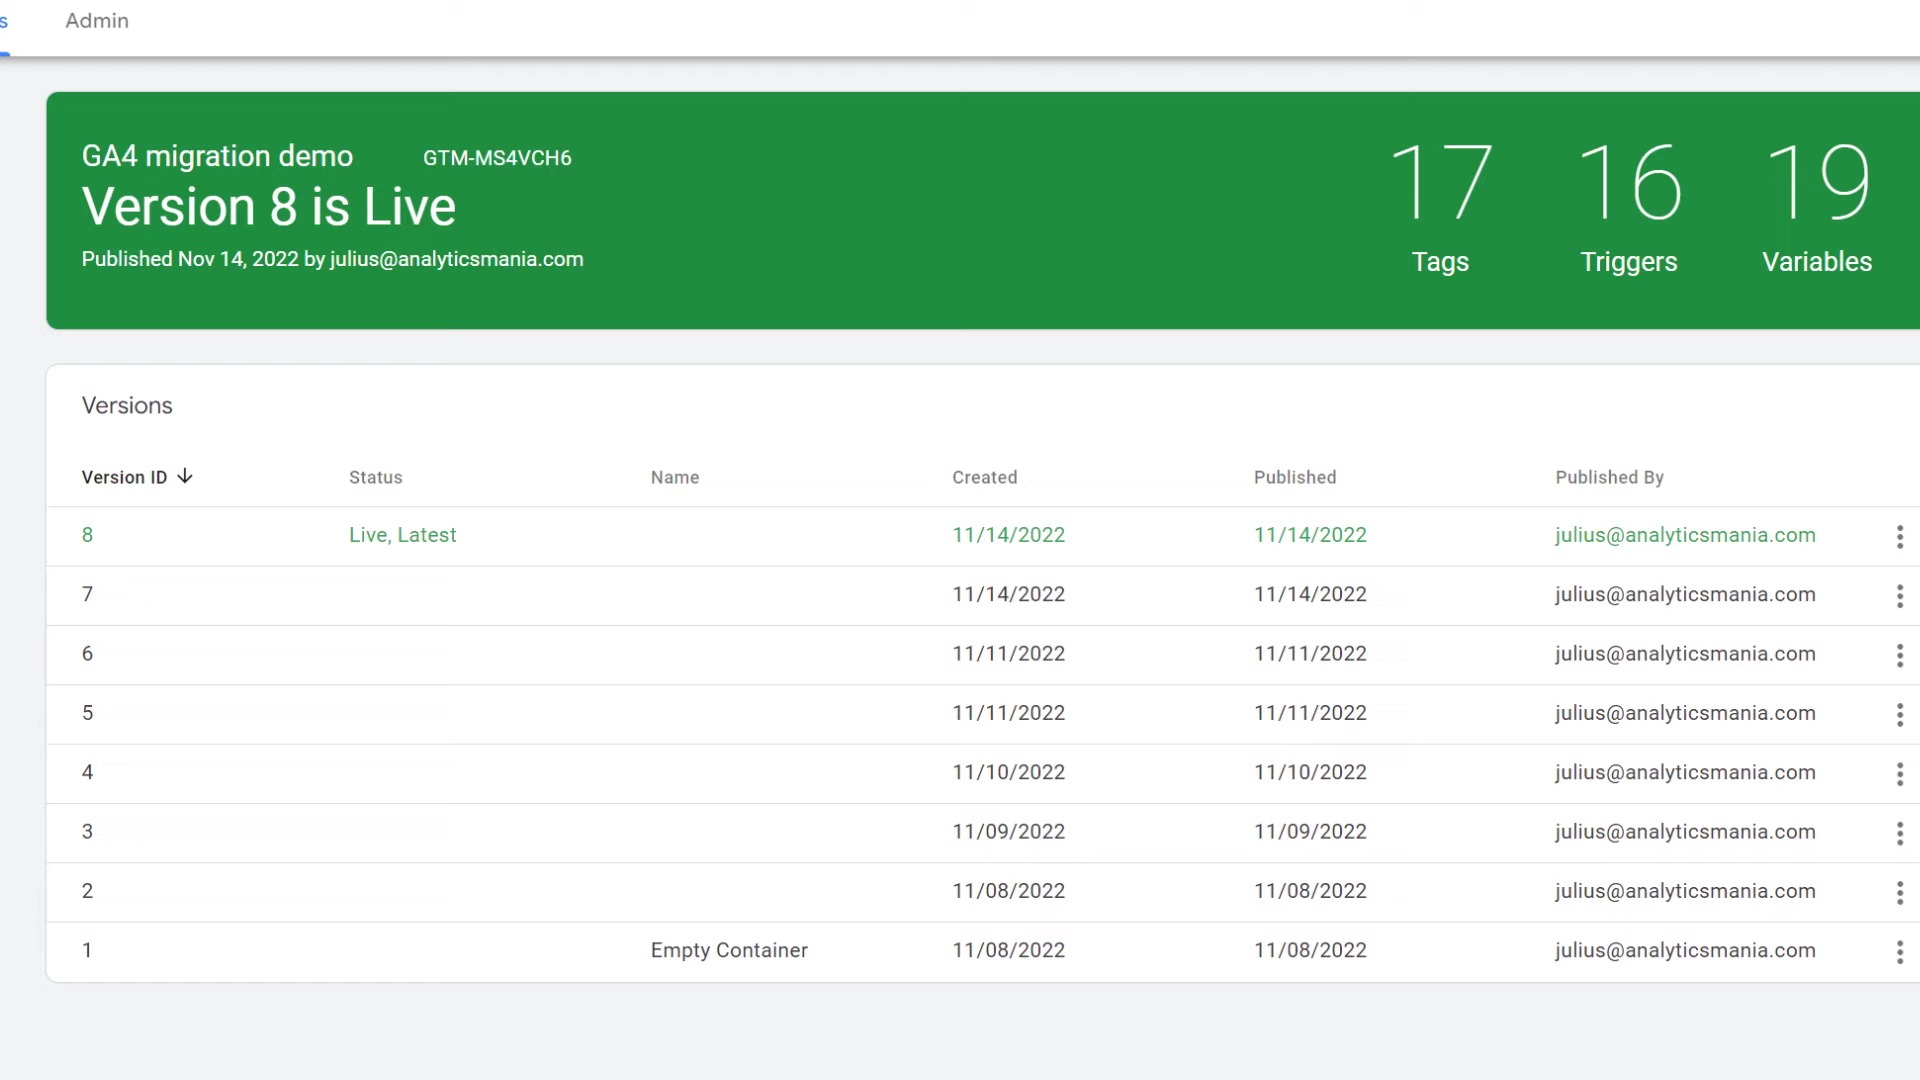 s Admin
GA4 migration demo GTM-MS4VCH6
Version 8 is Live
Published Nov 14, 2022 by julius@analyticsmania.com
17 16 19
Tags Triggers Variables
Versions
Version ID Status Name Created Published Published By
8 Live, Latest 11/14/2022 11/14/2022 julius@analyticsmania.com
7 11/14/2022 11/14/2022 julius@analyticsmania.com
6 11/11/2022 11/11/2022 julius@analyticsmania.com
5 11/11/2022 11/11/2022 julius@analyticsmania.com
4 11/10/2022 11/10/2022 julius@analyticsmania.com
3 11/09/2022 11/09/2022 julius@analyticsmania.com
2 11/08/2022 11/08/2022 julius@analyticsmania.com
1 Empty Container 11/08/2022 11/08/2022 julius@analyticsmania.com